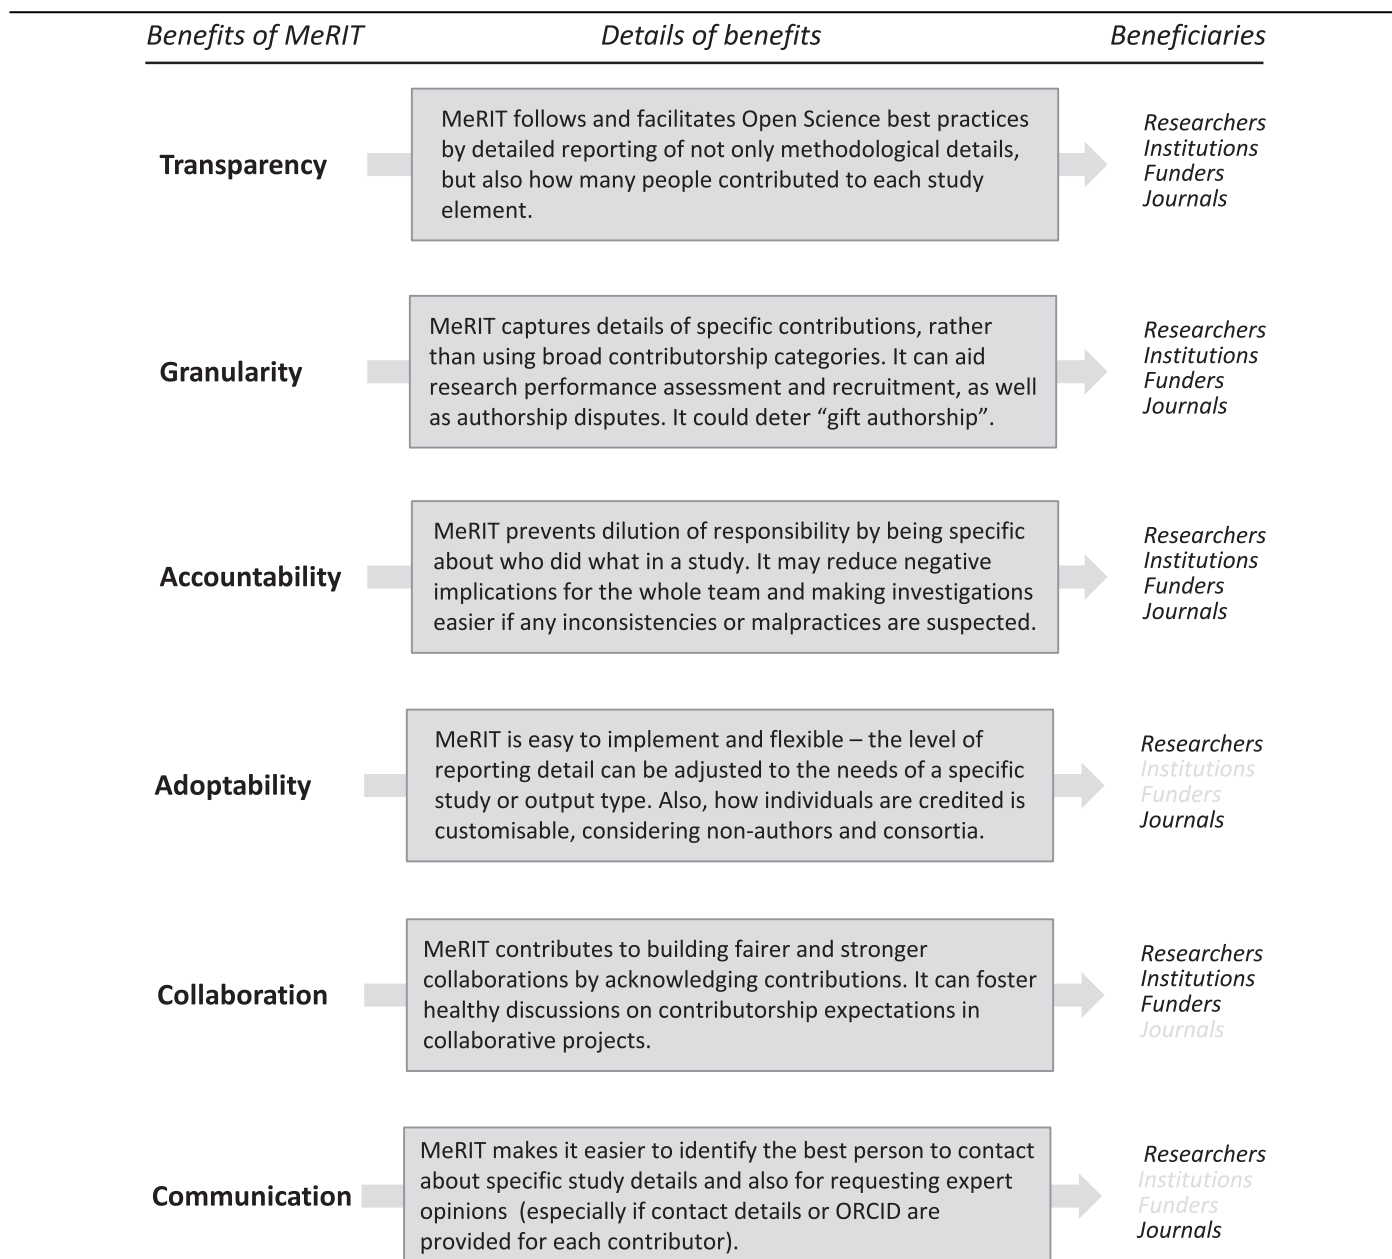 Benefits of MeRIT
Details of benefits
Beneficiaries
Transparency
MeRIT follows and facilitates Open Science best practices
by detailed reporting of not only methodological details,
but also how many people contributed to each study
element.
Researchers
Institutions
Funders
Journals
Granularity
MeRIT captures details of specific contributions, rather
than using broad contributorship categories. It can aid
research performance assessment and recruitment, as well
as authorship disputes. It could deter “gift authorship”.
Researchers
Institutions
Funders
Journals
Accountability
MeRIT prevents dilution of responsibility by being specific
about who did what in a study. It may reduce negative
implications for the whole team and making investigations
easier if any inconsistencies or malpractices are suspected.
Researchers
Institutions
Funders
Journals
Adoptability
MeRIT is easy to implement and flexible – the level of
reporting detail can be adjusted to the needs of a specific
study or output type. Also, how individuals are credited is
customisable, considering non-authors and consortia.
Researchers
Institutions
Funders
Journals
Collaboration
MeRIT contributes to building fairer and stronger
collaborations by acknowledging contributions. It can foster
healthy discussions on contributorship expectations in
collaborative projects.
Researchers
Institutions
Funders
Journals
Communication
MeRIT makes it easier to identify the best person to contact
about specific study details and also for requesting expert
opinions  (especially if contact details or ORCID are
provided for each contributor).
Researchers
Institutions
Funders
Journals